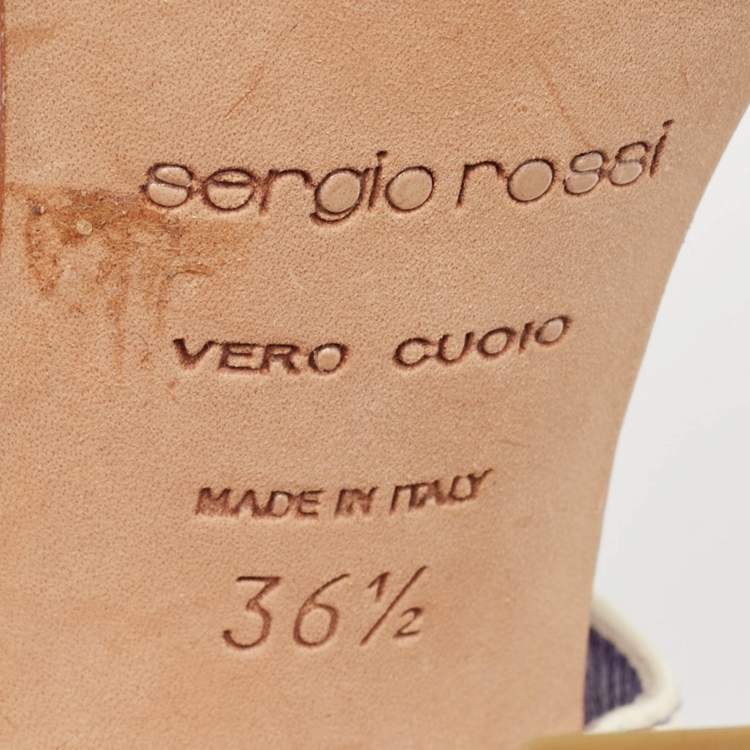 sergio rossi
VERO CUOIO
MADE IN ITALY
36½